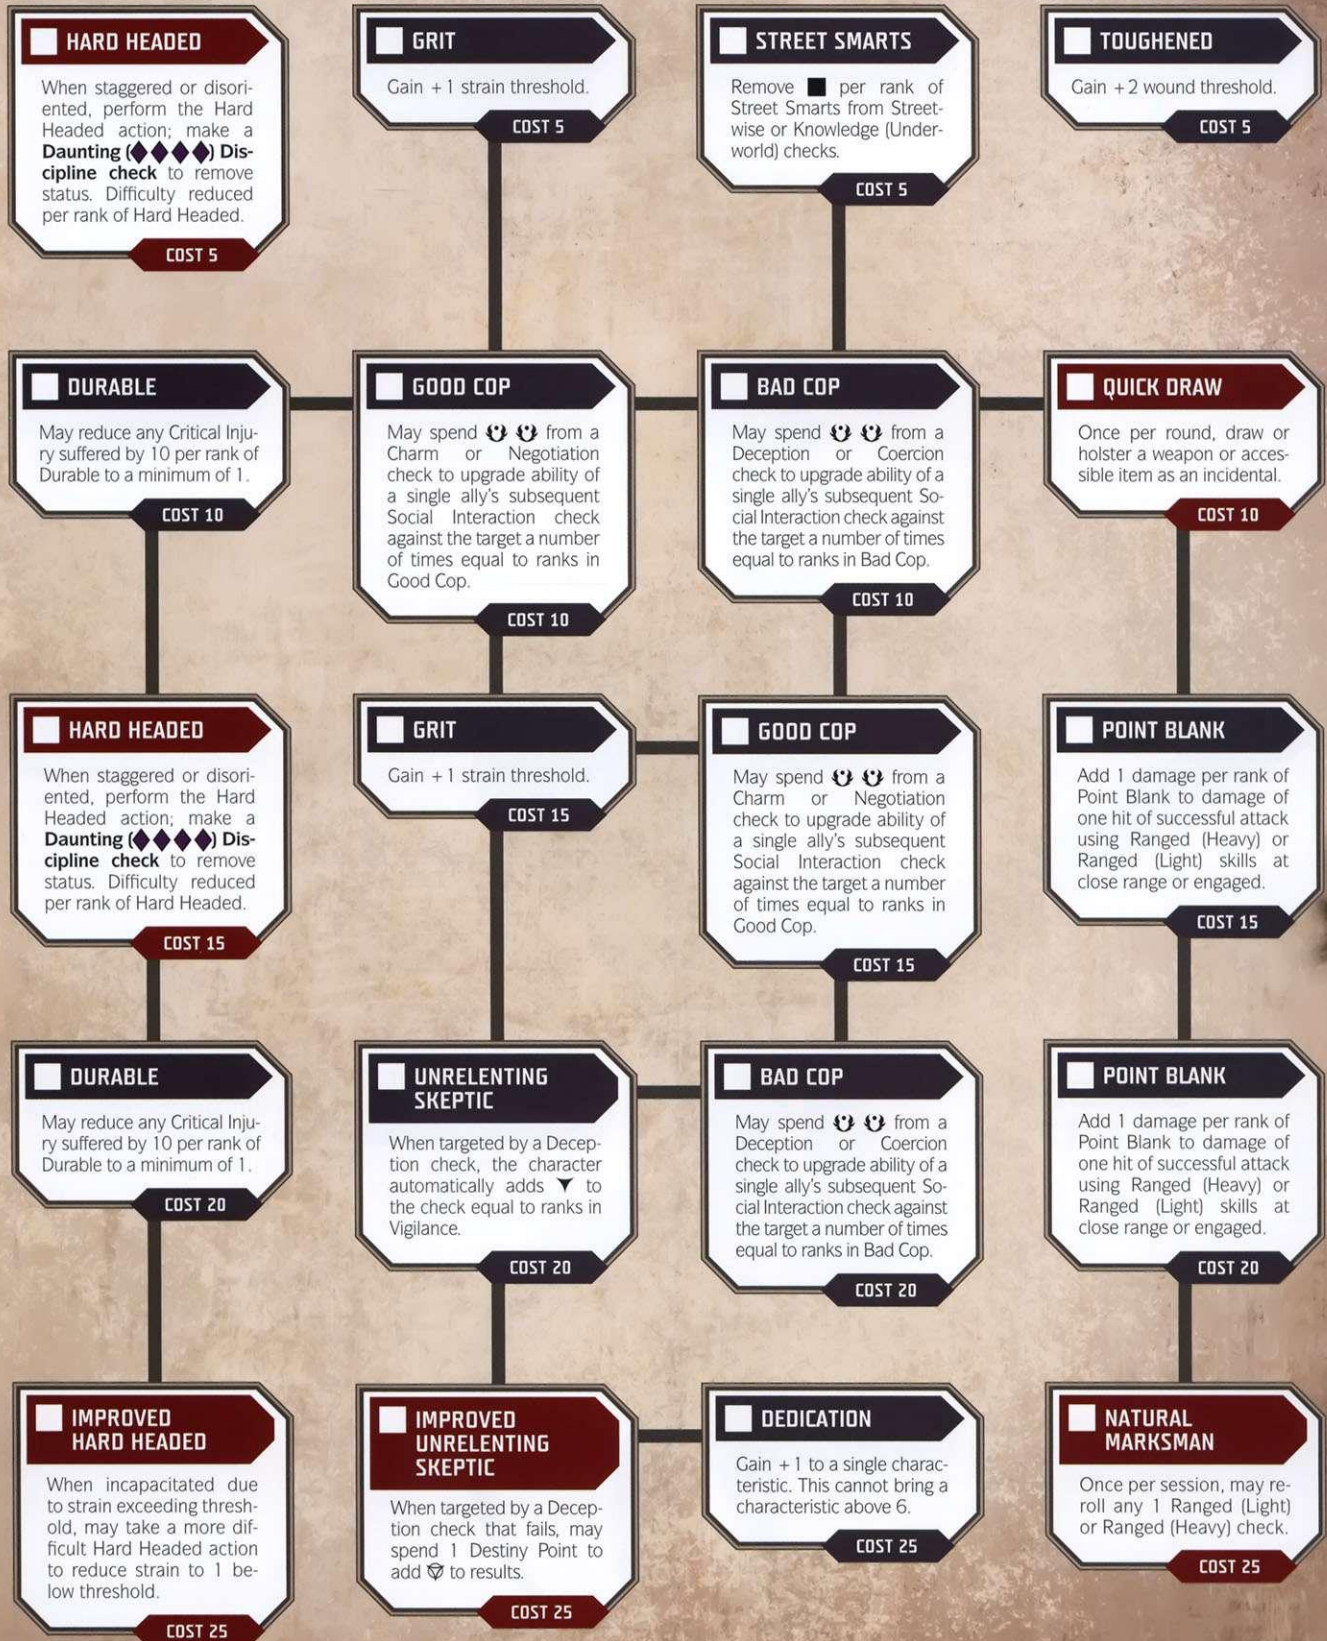 HARD HEADED
When staggered or disori-
ented, perform the Hard
Headed action; make a
Daunting (◆◆◆◆) Dis-
cipline check to remove
status. Difficulty reduced
per rank of Hard Headed.
COST 5
GRIT
Gain +1 strain threshold.
COST 5
STREET SMARTS
Remove ■ per rank of
Street Smarts from Street-
wise or Knowledge (Under-
world) checks.
COST 5
TOUGHENED
Gain +2 wound threshold.
COST 5
DURABLE
May reduce any Critical Inju-
ry suffered by 10 per rank of
Durable to a minimum of 1.
COST 10
GOOD COP
May spend from a
Charm or Negotiation
check to upgrade ability of
a single ally's subsequent
Social Interaction check
against the target a number
of times equal to ranks in
Good Cop.
COST 10
BAD COP
May spend from a
Deception or Coercion
check to upgrade ability of a
single ally's subsequent So-
cial Interaction check against
the target a number of times
equal to ranks in Bad Cop.
COST 10
QUICK DRAW
Once per round, draw or
holster a weapon or acces-
sible item as an incidental.
COST 10
HARD HEADED
When staggered or disori-
ented, perform the Hard
Headed action; make a
Daunting (◆◆◆◆) Dis-
cipline check to remove
status. Difficulty reduced
per rank of Hard Headed.
COST 15
GRIT
Gain +1 strain threshold.
COST 15
GOOD COP
May spend from a
Charm or Negotiation
check to upgrade ability of
a single ally's subsequent
Social Interaction check
against the target a number
of times equal to ranks in
Good Cop.
COST 15
POINT BLANK
Add 1 damage per rank of
Point Blank to damage of
one hit of successful attack
using Ranged (Heavy) or
Ranged (Light) skills at
close range or engaged.
COST 15
DURABLE
May reduce any Critical Inju-
ry suffered by 10 per rank of
Durable to a minimum of 1.
COST 20
UNRELENTING
SKEPTIC
When targeted by a Decep-
tion check, the character
automatically adds to
the check equal to ranks in
Vigilance.
COST 20
BAD COP
May spend from a
Deception or Coercion
check to upgrade ability of a
single ally's subsequent So-
cial Interaction check against
the target a number of times
equal to ranks in Bad Cop.
COST 20
POINT BLANK
Add 1 damage per rank of
Point Blank to damage of
one hit of successful attack
using Ranged (Heavy) or
Ranged (Light) skills at
close range or engaged.
COST 20
IMPROVED
HARD HEADED
When incapacitated due
to strain exceeding thresh-
old, may take a more dif-
ficult Hard Headed action
to reduce strain to 1 be-
low threshold.
COST 25
IMPROVED
UNRELENTING
SKEPTIC
When targeted by a Decep-
tion check that fails, may
spend 1 Destiny Point to
add to results.
COST 25
DEDICATION
Gain +1 to a single charac-
teristic. This cannot bring a
characteristic above 6.
COST 25
NATURAL
MARKSMAN
Once per session, may re-
roll any 1 Ranged (Light)
or Ranged (Heavy) check.
COST 25